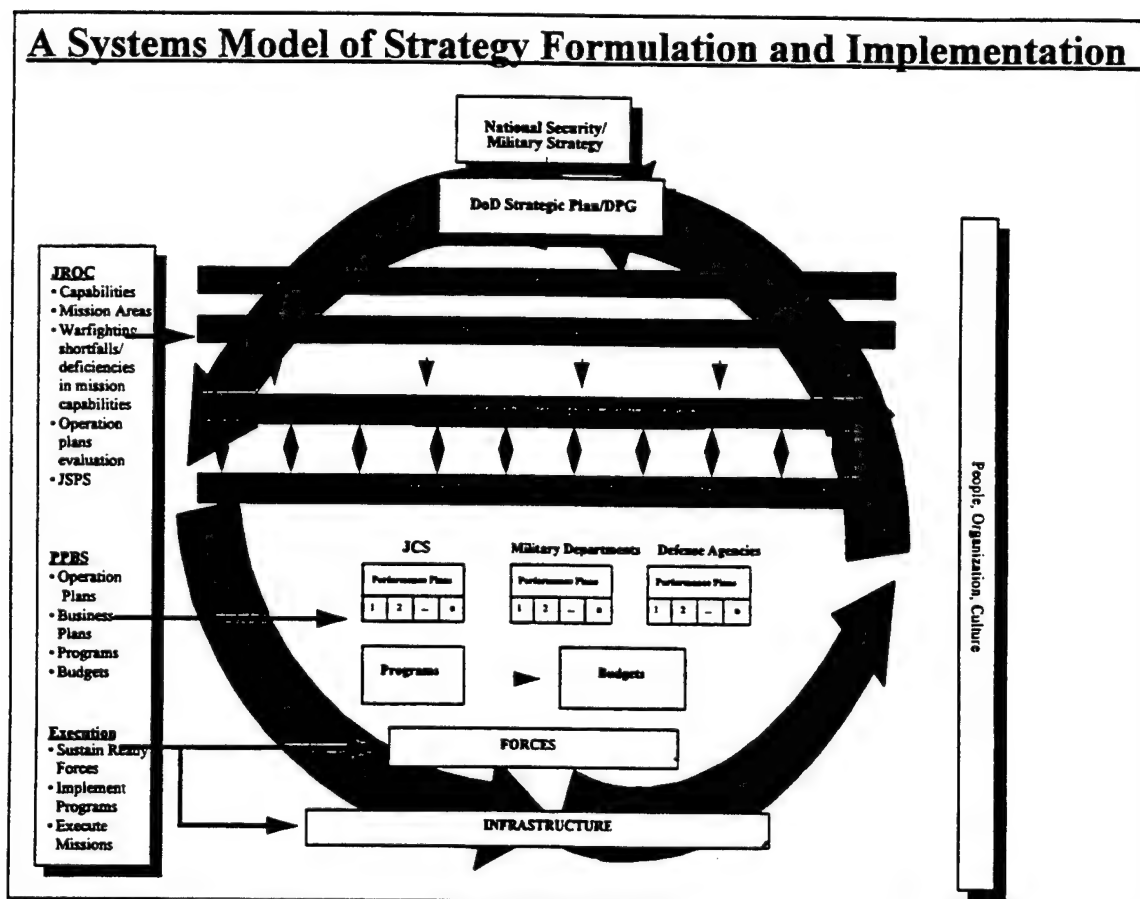 A Systems Model of Strategy Formulation and Implementation
National Security/
Military Strategy
DoD Strategic Plan/DPG
JROC
• Capabilities
• Mission Areas
• Warfighting
shortfalls/
deficiencies
in mission
capabilities
• Operation
plans
evaluation
• JSPS
PPBS
• Operation
Plans
• Business
Plans
• Programs
• Budgets
Execution
• Sustain Ready
Forces
• Implement
Programs
• Execute
Missions
JCS
Military Departments
Defense Agencies
Performance Plans
Performance Plans
Performance Plans
1 2 ...
1 2 ...
1 2 ...
Programs
Budgets
FORCES
INFRASTRUCTURE
People, Organization, Culture